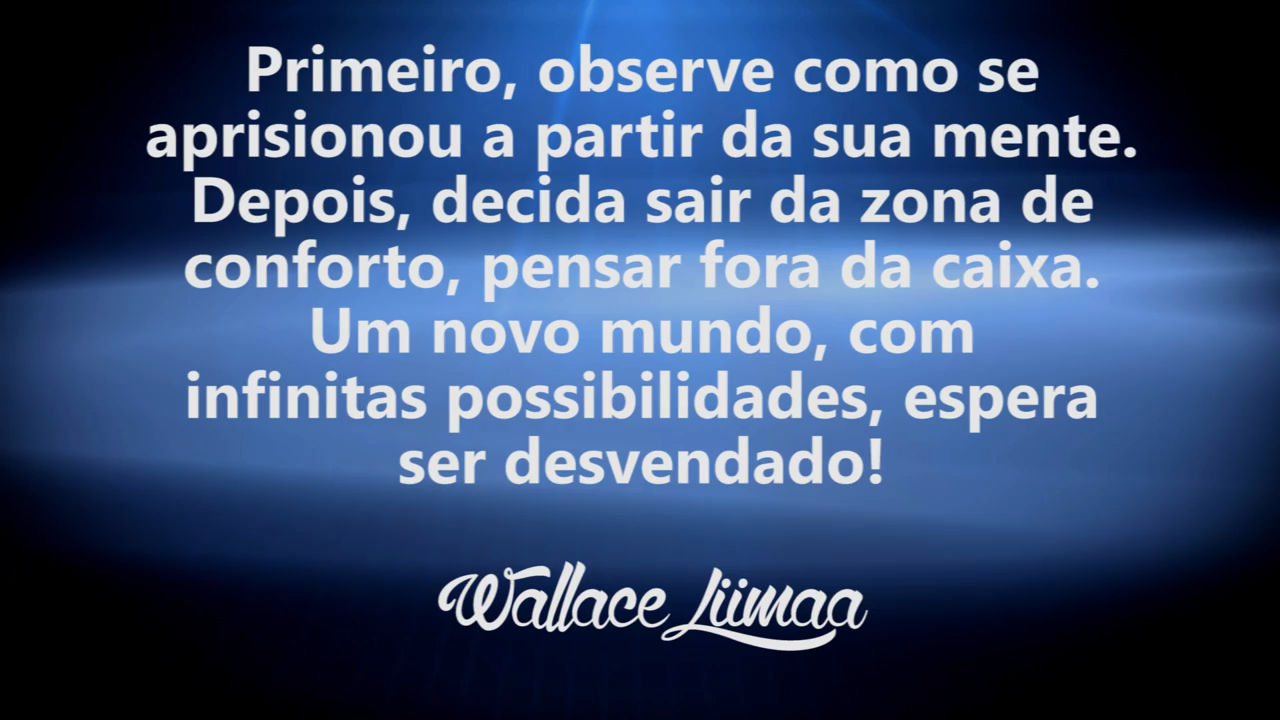 Primeiro, observe como se
aprisionou a partir da sua mente.
Depois, decida sair da zona de
conforto, pensar fora da caixa.
Um novo mundo, com
infinitas possibilidades, espera
ser desvendado!
Wallace Liimaa